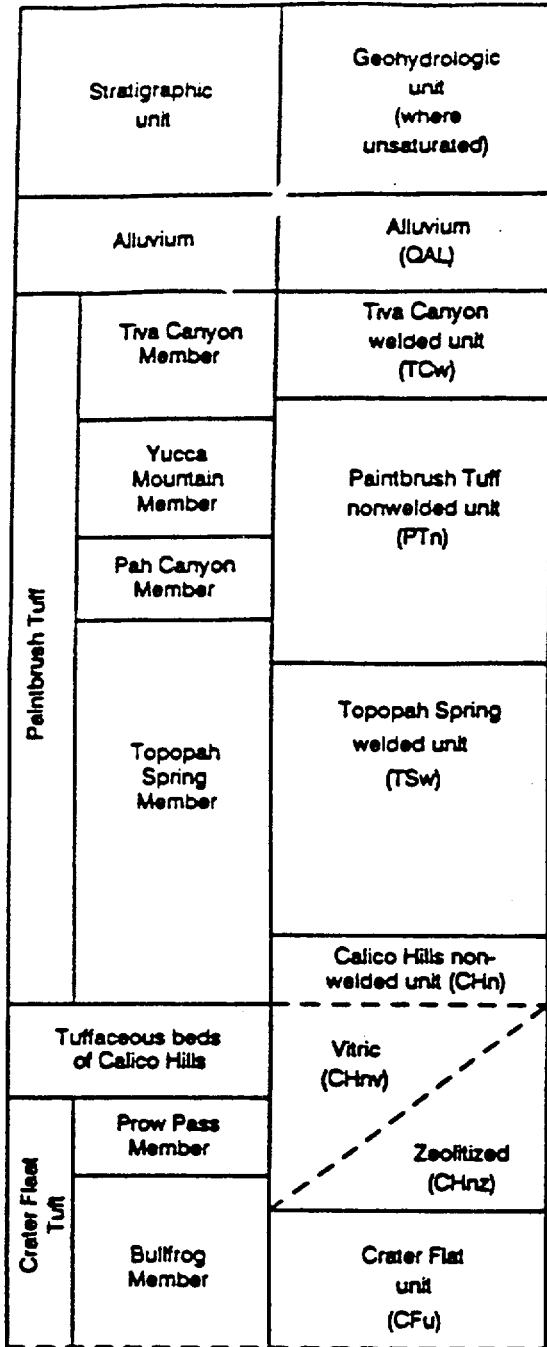 Stratigraphic
unit
Geohydrologic
unit
(where
unsaturated)
Alluvium
Alluvium
(QAL)
Paintbrush Tuff
Tiva Canyon
Member
Tiva Canyon
welded unit
(TCw)
Yucca
Mountain
Member
Paintbrush Tuff
nonwelded unit
(PTn)
Pah Canyon
Member
Topopah
Spring
Member
Topopah Spring
welded unit
(TSw)
Calico Hills non-
welded unit (CHn)
Tuffaceous beds
of Calico Hills
Vitric
(CHnv)
Crater Flaat
Tuft
Prow Pass
Member
Zeolitized
(CHnz)
Bullfrog
Member
Crater Flat
unit
(CFu)